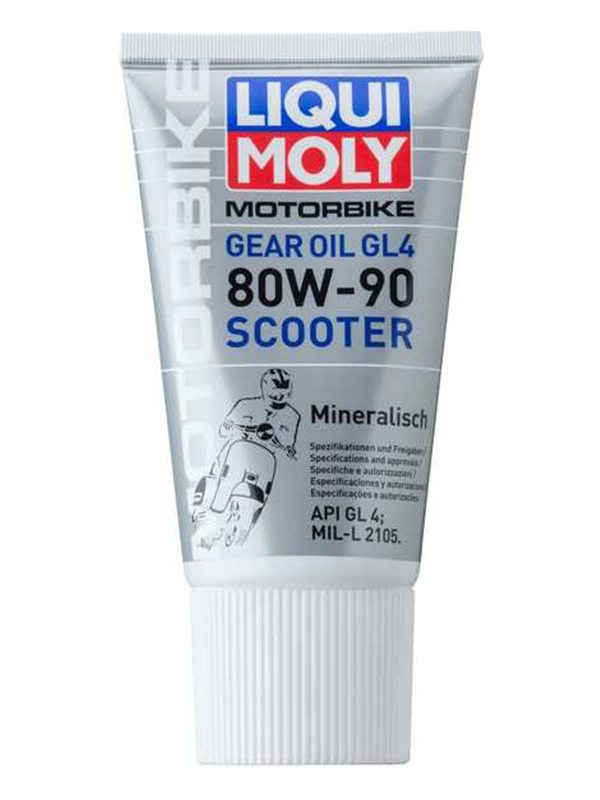 MOTORBIKE
LIQUI
MOLY
MOTORBIKE
GEAR OIL GL4
80W-90
SCOOTER
Mineralisch
Spezifikationen und Freigaben/
Specifications and approvals/
Specifiche e autorizzazioni/
Especificaciones y autorizaciones/
Especificações e autorizações
API GL 4;
MIL-L 2105.